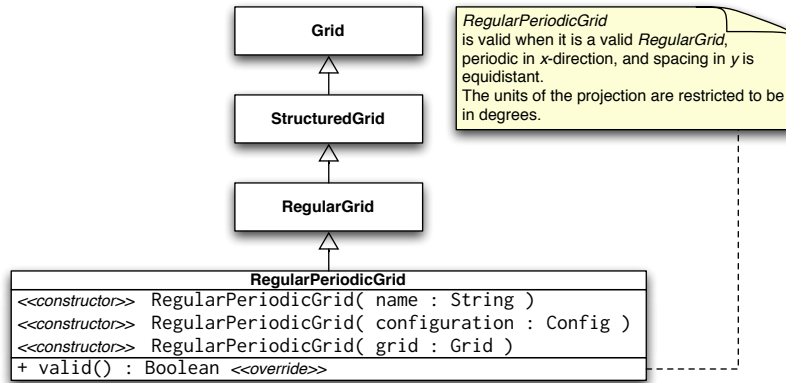 Grid
StructuredGrid
RegularGrid
RegularPeriodicGrid
is valid when it is a valid RegularGrid,
periodic in x-direction, and spacing in y is
equidistant.
The units of the projection are restricted to be
in degrees.
RegularPeriodicGrid
<<constructor>> RegularPeriodicGrid( name : String )
<<constructor>> RegularPeriodicGrid( configuration : Config )
<<constructor>> RegularPeriodicGrid( grid : Grid )
+ valid() : Boolean <<override>>